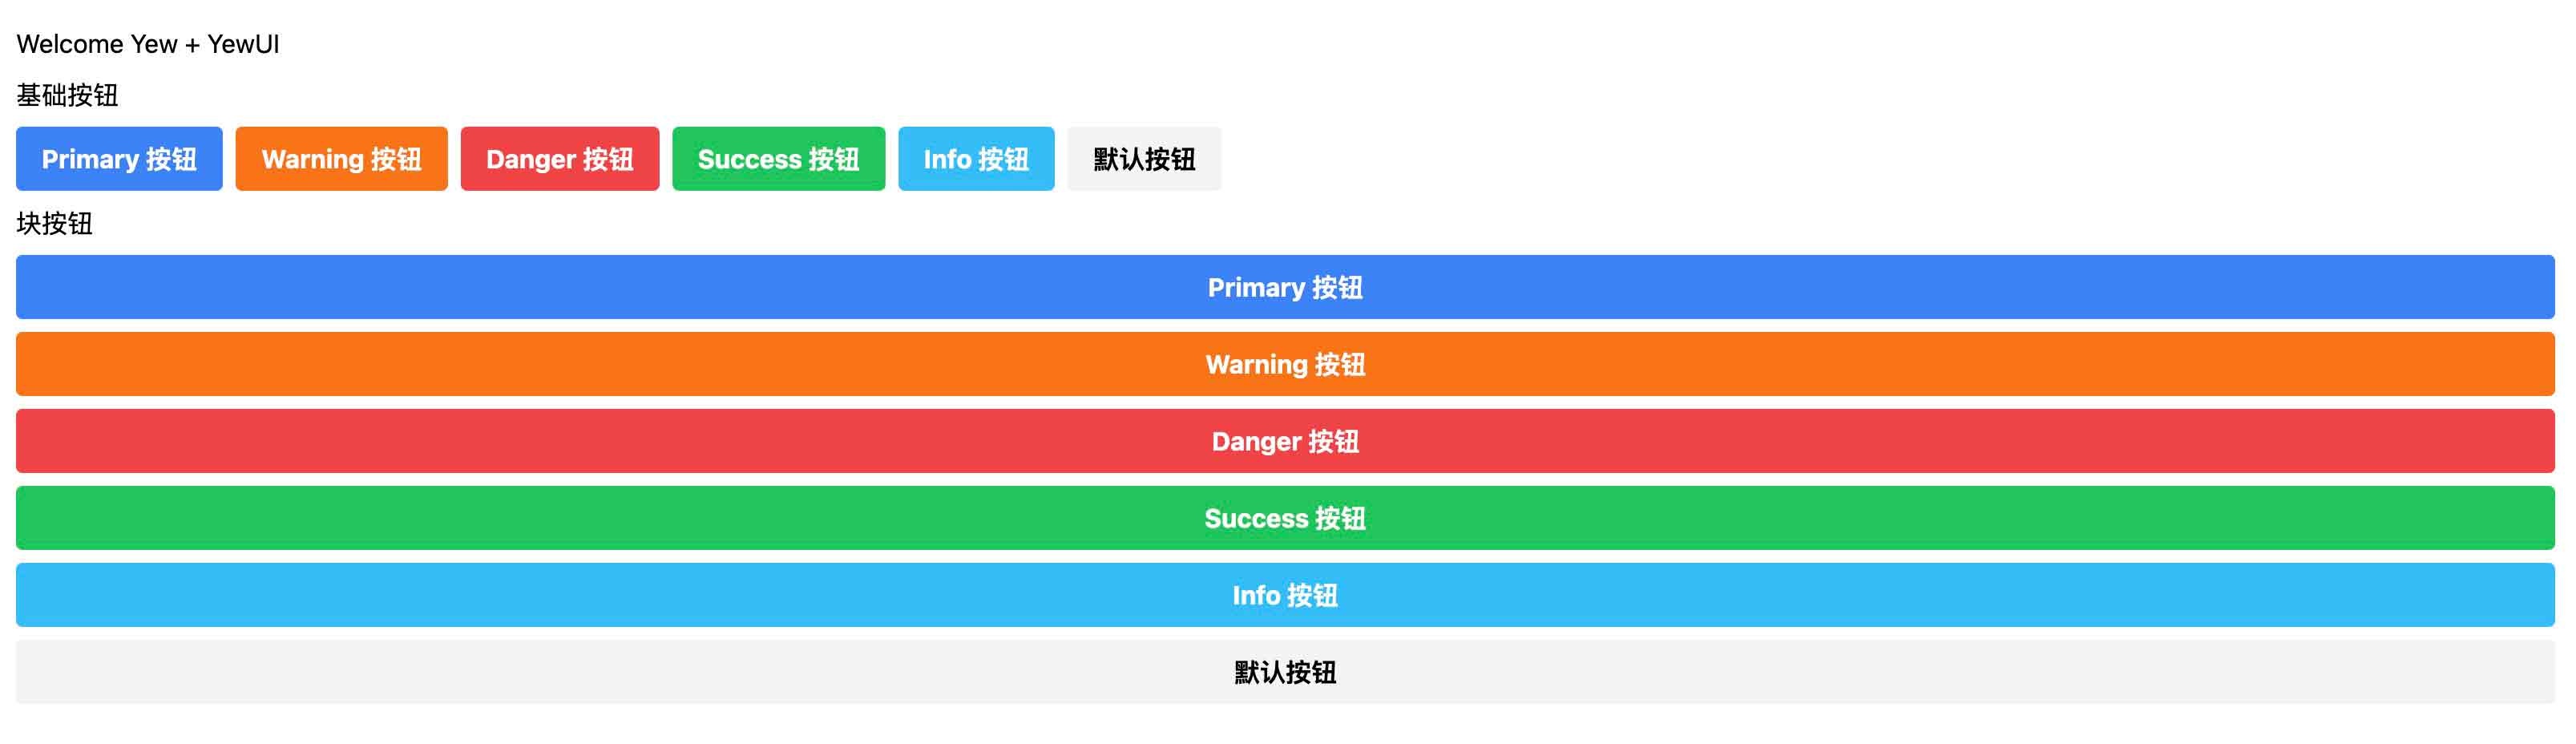 Welcome Yew + YewUI
基础按钮
Primary 按钮 Warning 按钮 Danger 按钮 Success 按钮 Info 按钮 默认按钮
块按钮
Primary 按钮
Warning 按钮
Danger 按钮
Success 按钮
Info 按钮
默认按钮